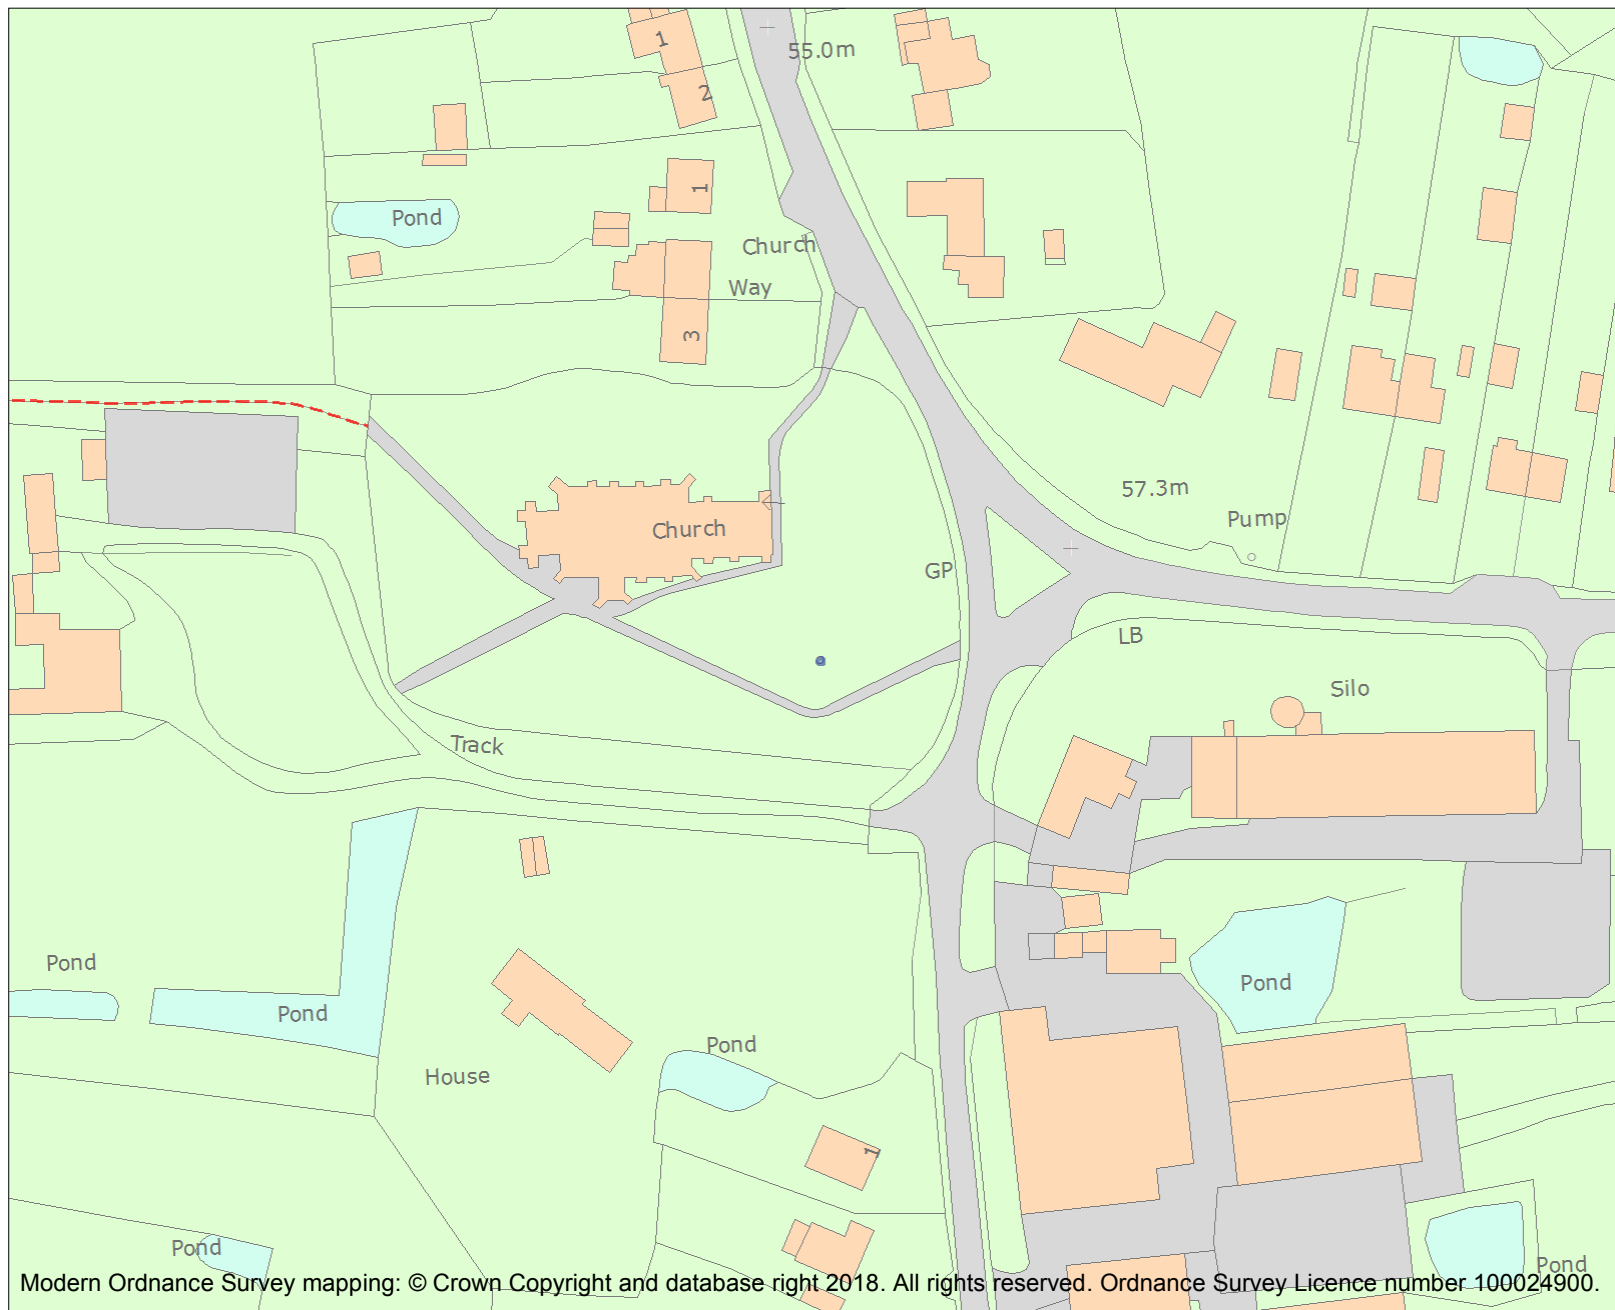 1
55.0m
2
1
Pond
Church
Way
3
57.3m
Pump
Church
GP
LB
Silo
Track
Pond
Pond
Pond
Pond
House
1
Pond
Pond
Modern Ordnance Survey mapping: © Crown Copyright and database right 2018. All rights reserved. Ordnance Survey Licence number 100024900.